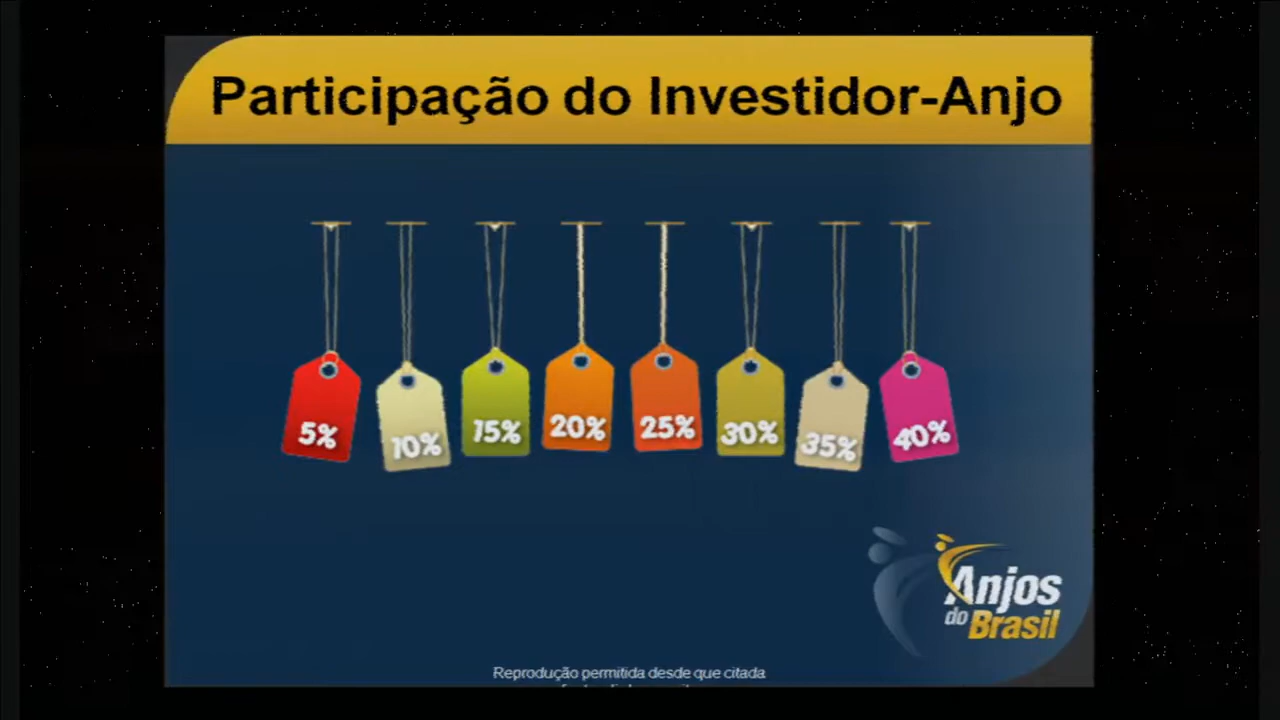 Participação do Investidor-Anjo
5%
10%
15%
20%
25%
30%
35%
40%
Anjos
do Brasil
Reprodução permitida desde que citada